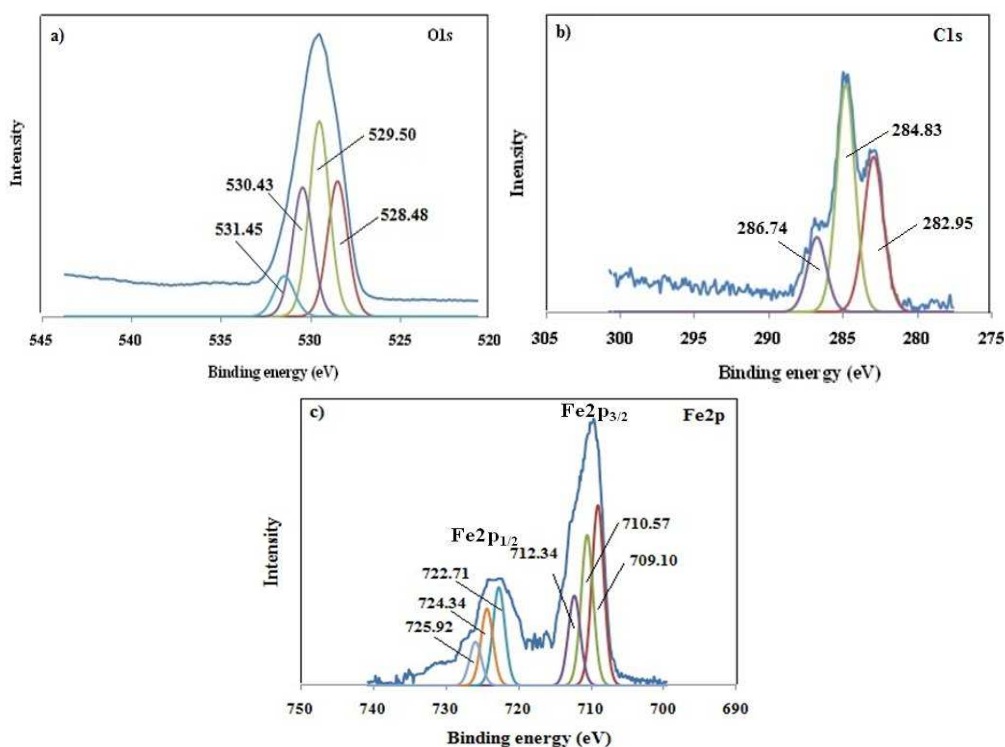 a)
O1s
Intensity
529.50
530.43
531.45
528.48
545
540
535
530
525
520
Binding energy (eV)
b)
C1s
Inensity
284.83
286.74
282.95
305
300
295
290
285
280
275
Binding energy (eV)
c)
Fe2p3/2
Fe2p
Intensity
Fe2p1/2
712.34
710.57
709.10
722.71
724.34
725.92
750
740
730
720
710
700
690
Binding energy (eV)